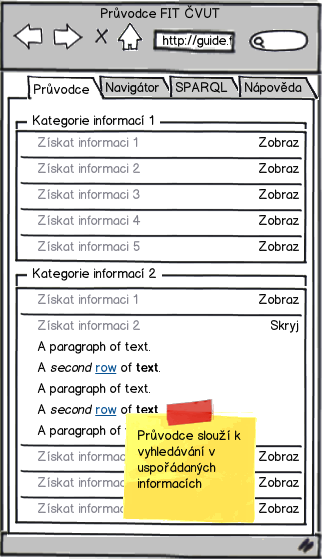 Průvodce FIT ČVUT
http://guide.f
Průvodce Navigátor SPARQL Nápověda
Kategorie informací 1
Získat informaci 1 Zobraz
Získat informaci 2 Zobraz
Získat informaci 3 Zobraz
Získat informaci 4 Zobraz
Získat informaci 5 Zobraz
Kategorie informací 2
Získat informaci 1 Zobraz
Získat informaci 2 Skryj
A paragraph of text.
A second row of text.
A paragraph of text.
A second row of text
A paragraph of
Získat Zobraz
Získat Zobraz
Získat Zobraz
Průvodce slouží k
vyhledávání v
uspořádaných
informacích